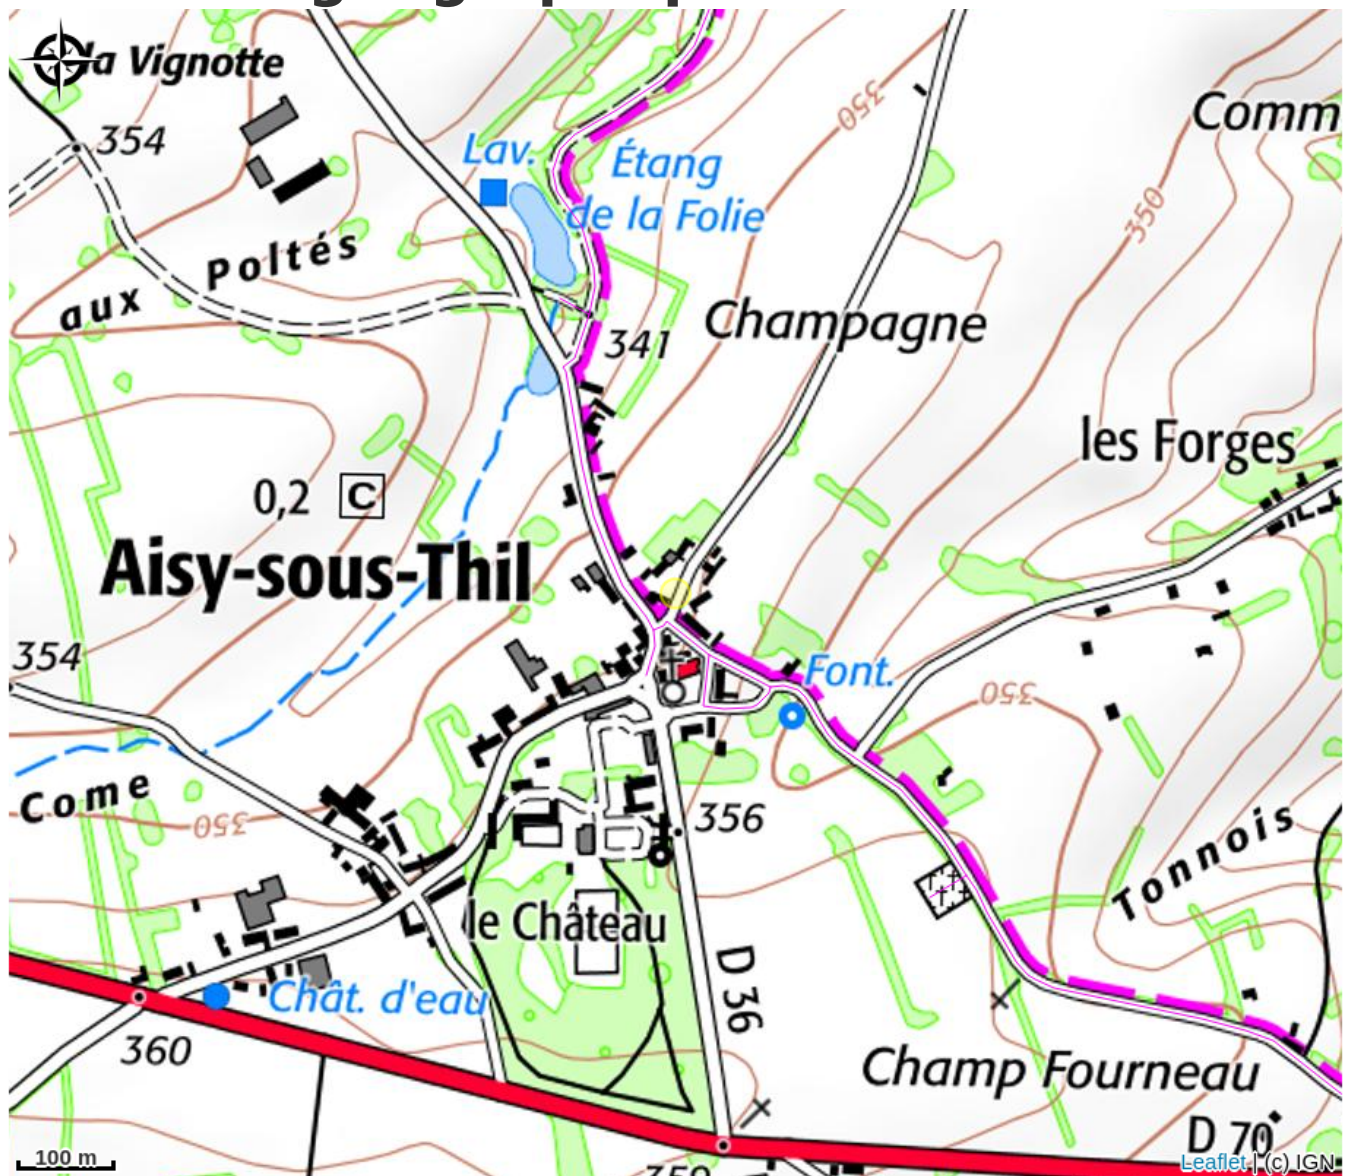 la Vignotte
354
Lav.
Étang
de la Folie
350
Comm
350
aux Poltés
341
Champagne
les Forges
0,2 C
Aisy-sous-Thil
354
Font.
350
Come
350
356
Tonnois
le Château
D 36
Chât. d'eau
360
Champ Fourneau
D 70
100 m
Leaflet | (c) IGN